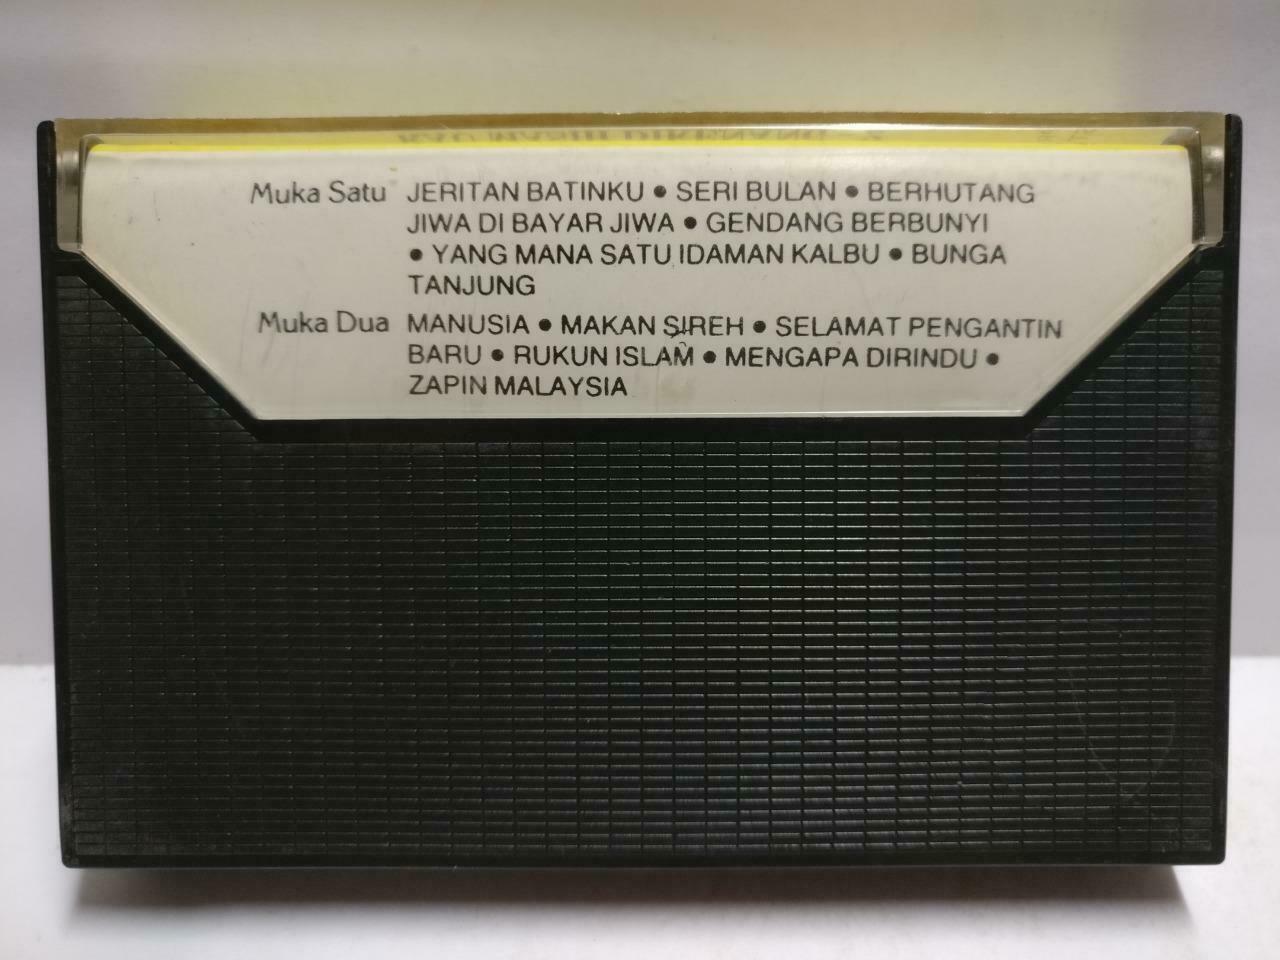 Muka Satu JERITAN BATINKU • SERI BULAN • BERHUTANG
JIWA DI BAYAR JIWA • GENDANG BERBUNYI
• YANG MANA SATU IDAMAN KALBU • BUNGA
TANJUNG
Muka Dua MANUSIA • MAKAN SIREH • SELAMAT PENGANTIN
BARU • RUKUN ISLAM • MENGAPA DIRINDU •
ZAPIN MALAYSIA